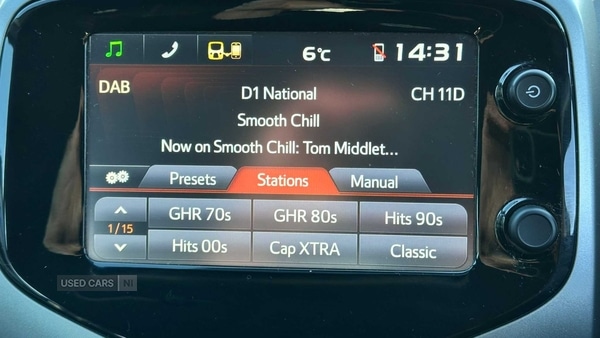 6°C 14:31
DAB D1 National CH 11D
Smooth Chill
Now on Smooth Chill: Tom Middlet...
Presets Stations Manual
GHR 70s GHR 80s Hits 90s
1/15
Hits 00s Cap XTRA Classic
USED CARS NI